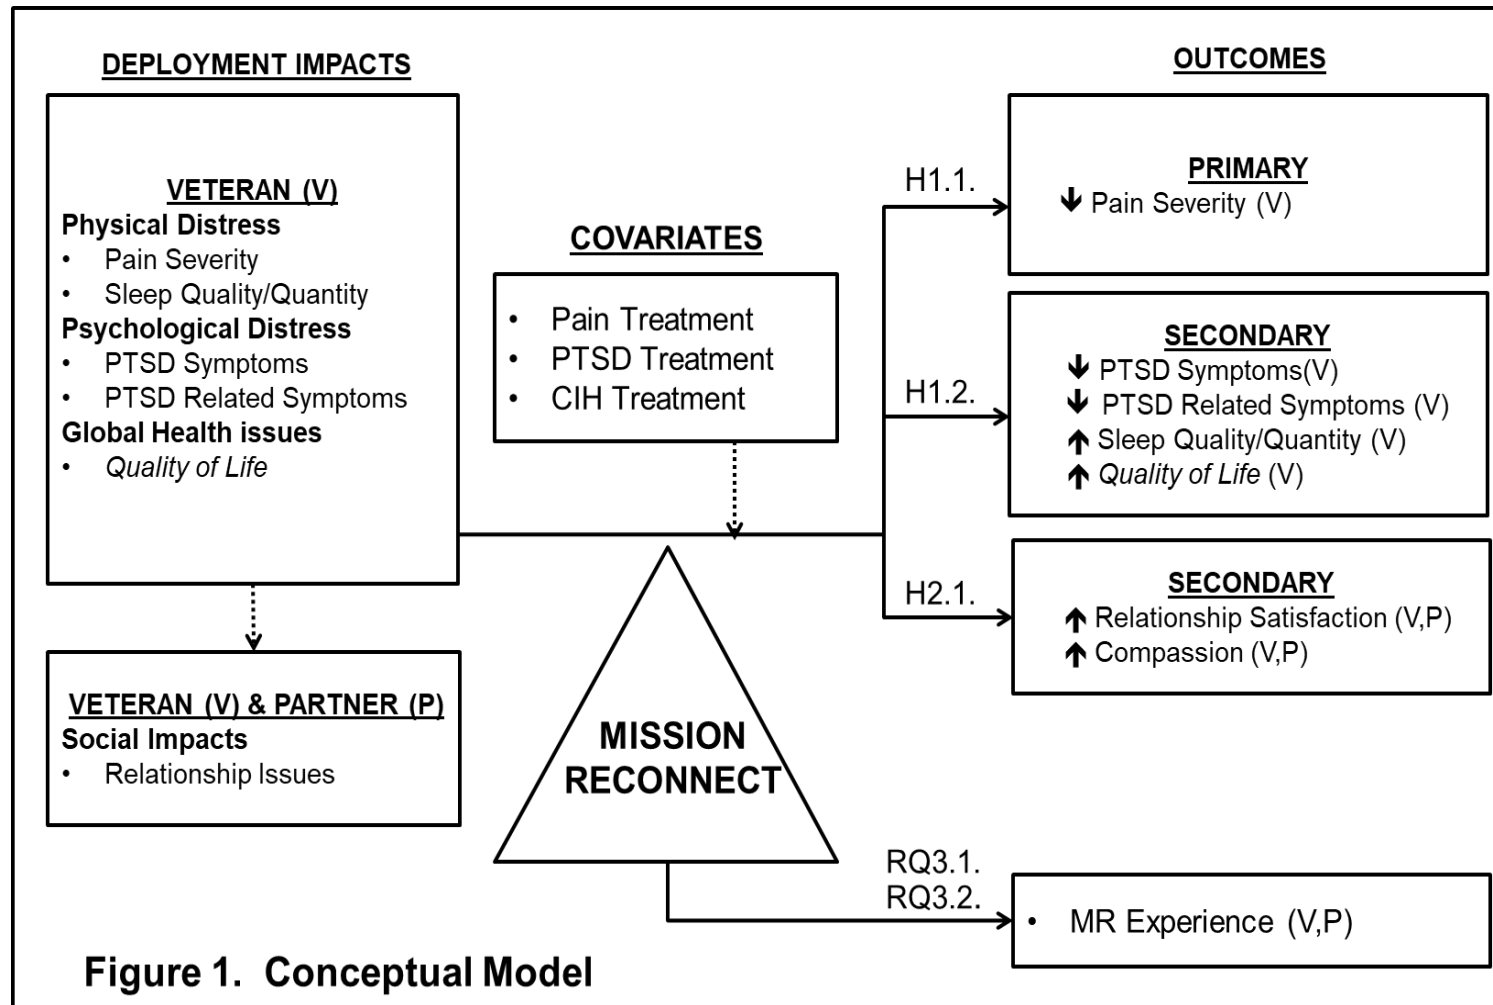 DEPLOYMENT IMPACTS
VETERAN (V)
Physical Distress
• Pain Severity
• Sleep Quality/Quantity
Psychological Distress
• PTSD Symptoms
• PTSD Related Symptoms
Global Health issues
• Quality of Life
VETERAN (V) & PARTNER (P)
Social Impacts
• Relationship Issues
COVARIATES
• Pain Treatment
• PTSD Treatment
• CIH Treatment
MISSION
RECONNECT
H1.1.
H1.2.
H2.1.
RQ3.1.
RQ3.2.
OUTCOMES
PRIMARY
🡫 Pain Severity (V)
SECONDARY
🡫 PTSD Symptoms(V)
🡫 PTSD Related Symptoms (V)
🡩 Sleep Quality/Quantity (V)
🡩 Quality of Life (V)
SECONDARY
🡩 Relationship Satisfaction (V,P)
🡩 Compassion (V,P)
• MR Experience (V,P)
Figure 1. Conceptual Model